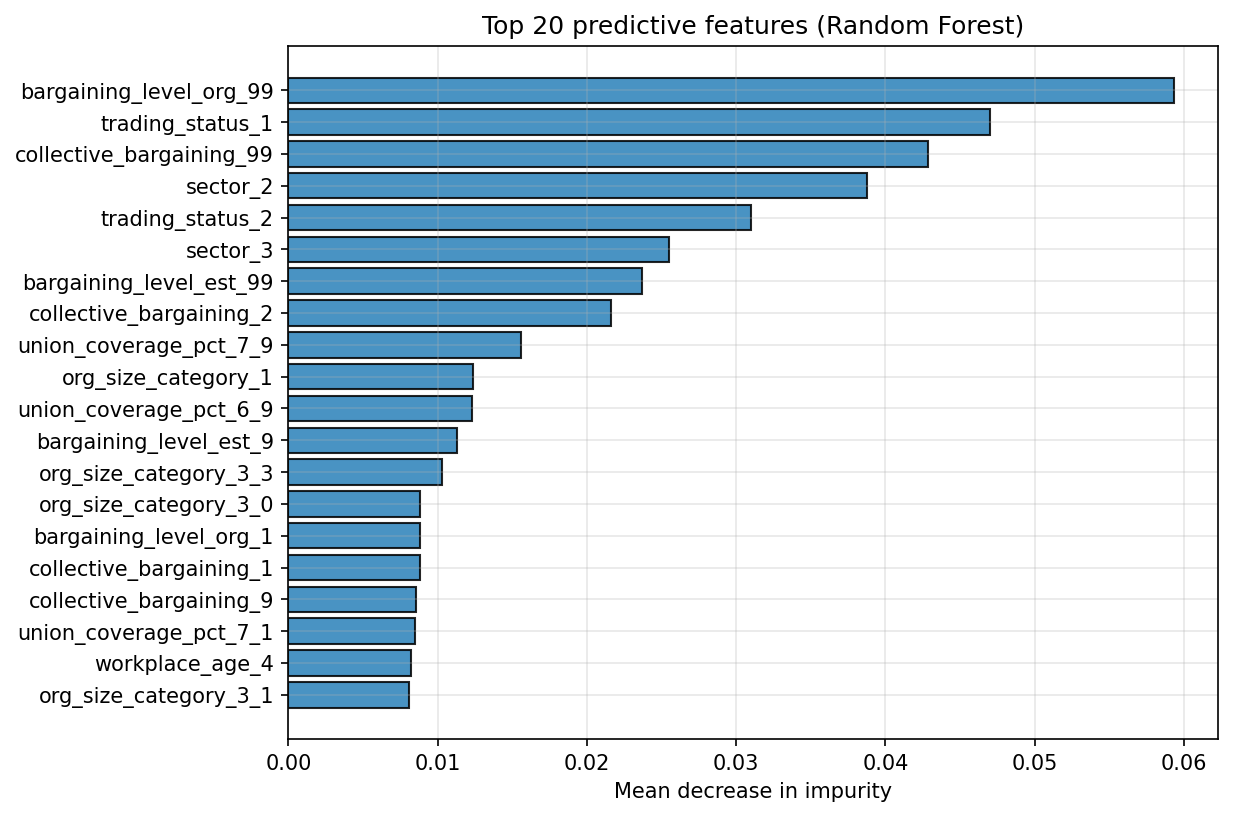 Top 20 predictive features (Random Forest)
bargaining_level_org_99
trading_status_1
collective_bargaining_99
sector_2
trading_status_2
sector_3
bargaining_level_est_99
collective_bargaining_2
union_coverage_pct_7_9
org_size_category_1
union_coverage_pct_6_9
bargaining_level_est_9
org_size_category_3_3
org_size_category_3_0
bargaining_level_org_1
collective_bargaining_1
collective_bargaining_9
union_coverage_pct_7_1
workplace_age_4
org_size_category_3_1
0.00 0.01 0.02 0.03 0.04 0.05 0.06
Mean decrease in impurity